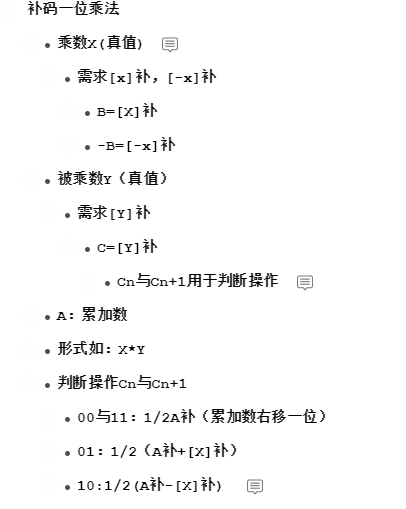 补码一位乘法
乘数X(真值)
需求[x]补，[-x]补
B=[X]补
-B=[-x]补
被乘数Y（真值）
需求[Y]补
C=[Y]补
Cn与Cn+1用于判断操作
A：累加数
形式如：X*Y
判断操作Cn与Cn+1
00与11：1/2A补（累加数右移一位）
01：1/2（A补+[X]补）
10:1/2(A补-[X]补)